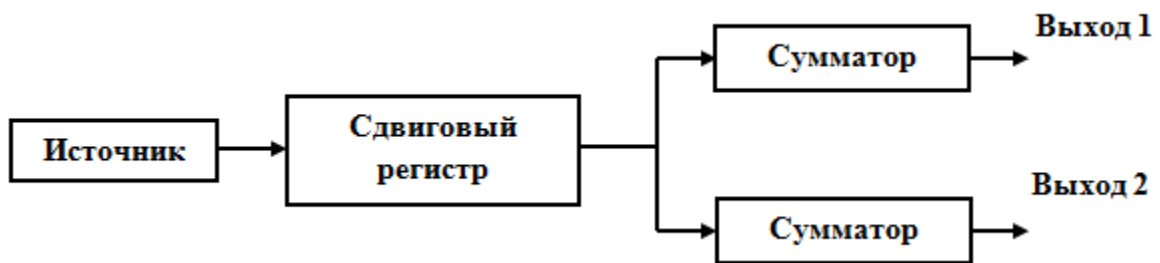 Источник
Сдвиговый
регистр
Сумматор
Выход 1
Сумматор
Выход 2